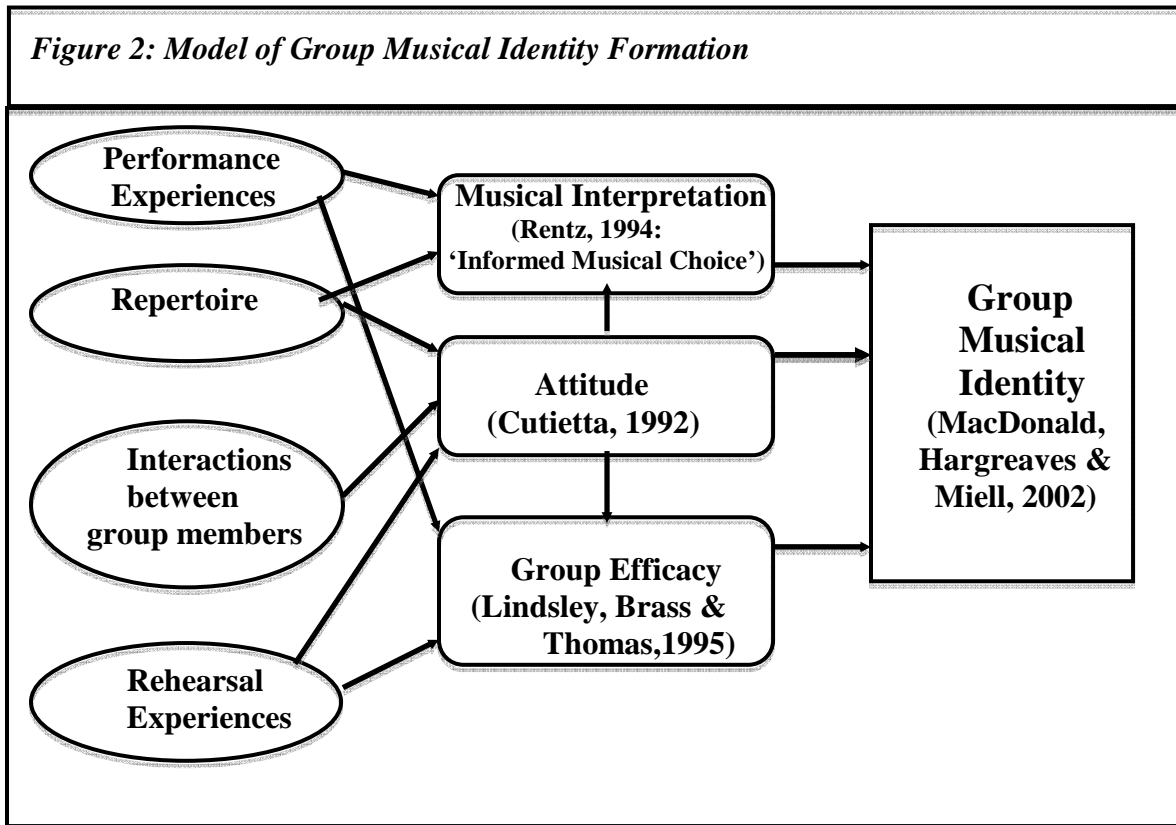 Figure 2: Model of Group Musical Identity Formation
Performance
Experiences
Repertoire
Interactions
between
group members
Rehearsal
Experiences
Musical Interpretation
(Rentz, 1994:
‘Informed Musical Choice’)
Attitude
(Cutietta, 1992)
Group Efficacy
(Lindsley, Brass &
Thomas,1995)
Group
Musical
Identity
(MacDonald,
Hargreaves &
Miell, 2002)